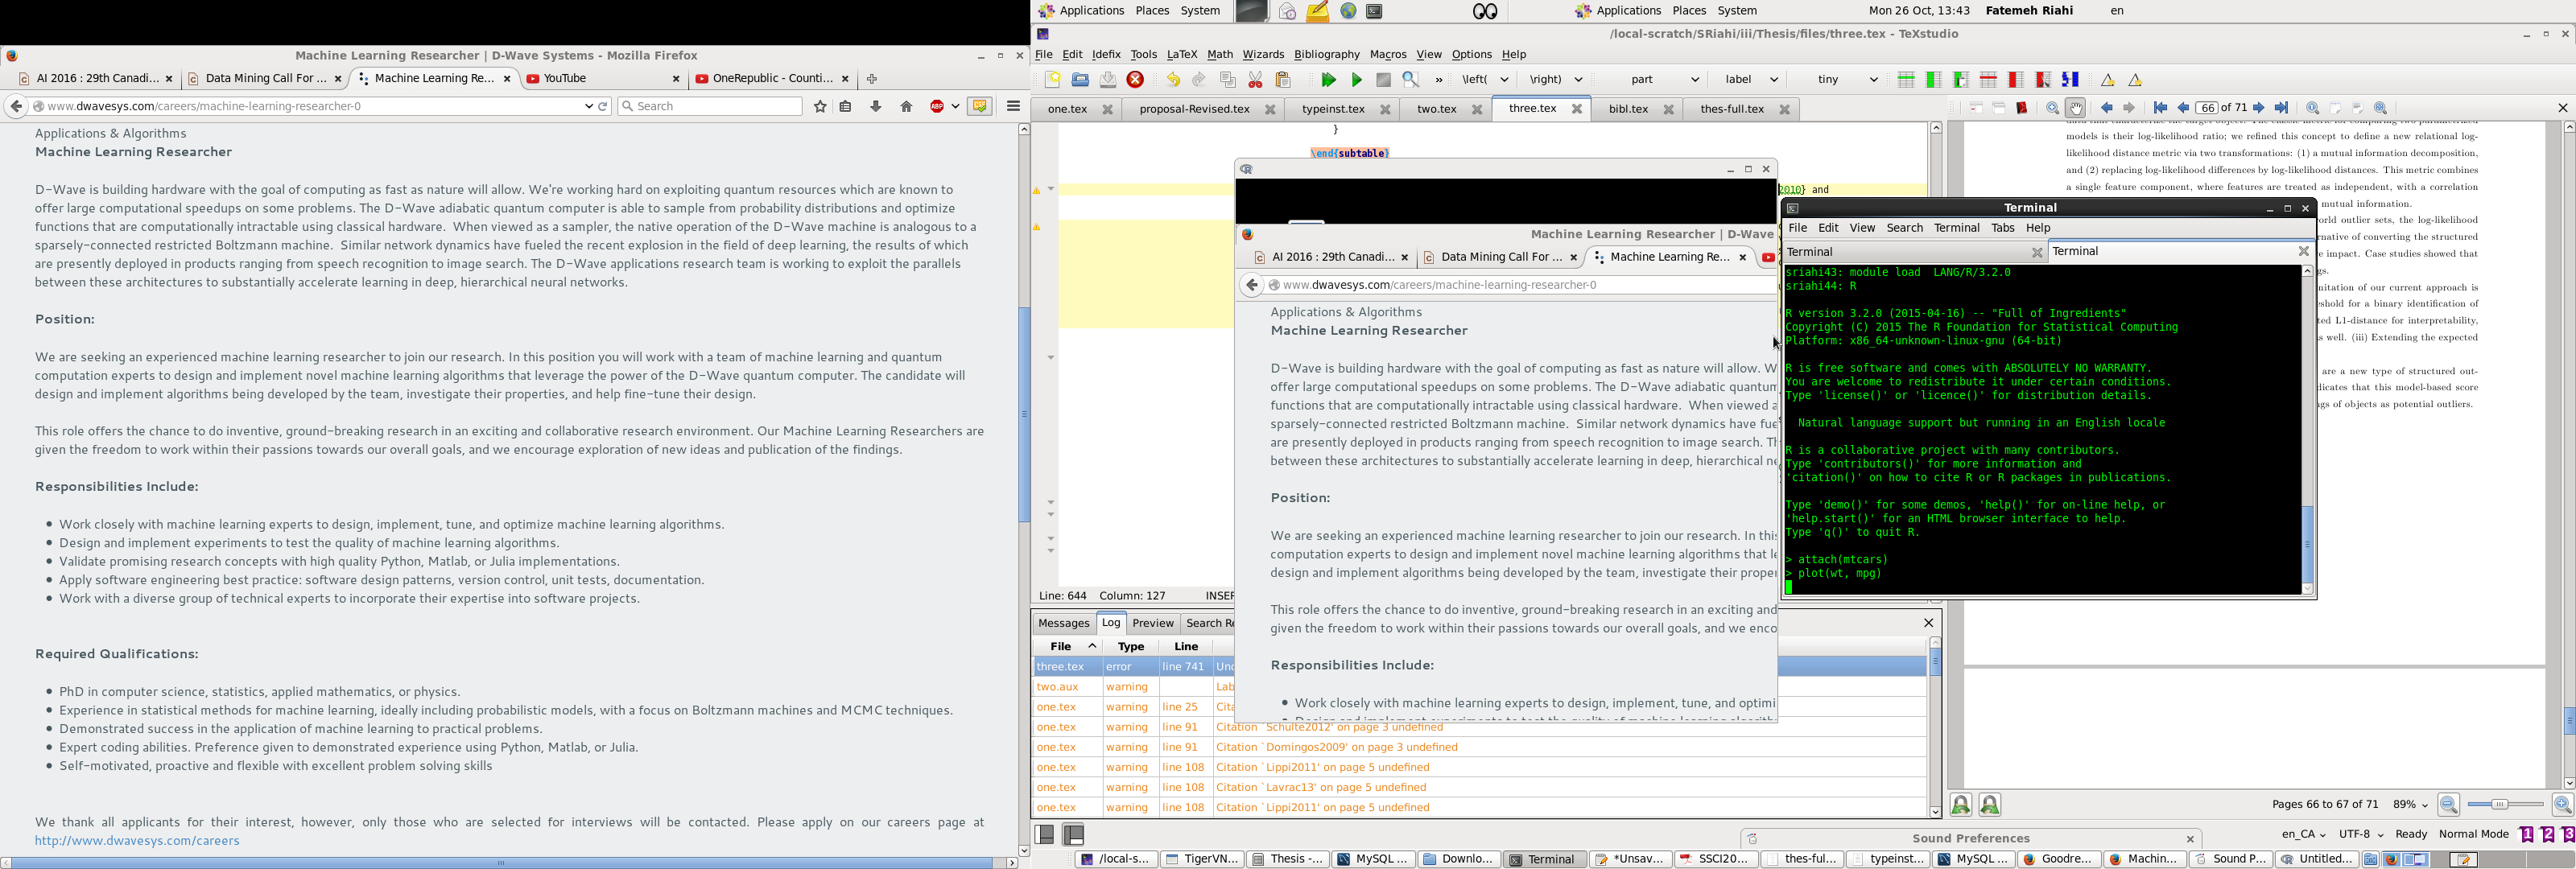 Machine Learning Researcher | D-Wave Systems - Mozilla Firefox
AI 2016 : 29th Canadi...
Data Mining Call For ...
Machine Learning Re...
YouTube
OneRepublic - Counti...
www.dwavesys.com/careers/machine-learning-researcher-0
Search
ABP
Applications & Algorithms
Machine Learning Researcher
D-Wave is building hardware with the goal of computing as fast as nature will allow. We're working hard on exploiting quantum resources which are known to
offer large computational speedups on some problems. The D-Wave adiabatic quantum computer is able to sample from probability distributions and optimize
functions that are computationally intractable using classical hardware. When viewed as a sampler, the native operation of the D-Wave machine is analogous to a
sparsely-connected restricted Boltzmann machine. Similar network dynamics have fueled the recent explosion in the field of deep learning, the results of which
are presently deployed in products ranging from speech recognition to image search. The D-Wave applications research team is working to exploit the parallels
between these architectures to substantially accelerate learning in deep, hierarchical neural networks.
Position:
We are seeking an experienced machine learning researcher to join our research. In this position you will work with a team of machine learning and quantum
computation experts to design and implement novel machine learning algorithms that leverage the power of the D-Wave quantum computer. The candidate will
design and implement algorithms being developed by the team, investigate their properties, and help fine-tune their design.
This role offers the chance to do inventive, ground-breaking research in an exciting and collaborative research environment. Our Machine Learning Researchers are
given the freedom to work within their passions towards our overall goals, and we encourage exploration of new ideas and publication of the findings.
Responsibilities Include:
Work closely with machine learning experts to design, implement, tune, and optimize machine learning algorithms.
Design and implement experiments to test the quality of machine learning algorithms.
Validate promising research concepts with high quality Python, Matlab, or Julia implementations.
Apply software engineering best practice: software design patterns, version control, unit tests, documentation.
Work with a diverse group of technical experts to incorporate their expertise into software projects.
Required Qualifications:
PhD in computer science, statistics, applied mathematics, or physics.
Experience in statistical methods for machine learning, ideally including probabilistic models, with a focus on Boltzmann machines and MCMC techniques.
Demonstrated success in the application of machine learning to practical problems.
Expert coding abilities. Preference given to demonstrated experience using Python, Matlab, or Julia.
Self-motivated, proactive and flexible with excellent problem solving skills
We thank all applicants for their interest, however, only those who are selected for interviews will be contacted. Please apply on our careers page at
http://www.dwavesys.com/careers
Applications Places System
Applications Places System
Mon 26 Oct, 13:43 Fatemeh Riahi en
/local-scratch/SRiahi/iii/Thesis/files/three.tex - TeXstudio
File Edit Idefix Tools LaTeX Math Wizards Bibliography Macros View Options Help
» \left( \right) part label tiny
one.tex proposal-Revised.tex typeinst.tex two.tex three.tex bibl.tex thes-full.tex
66 of 71
}
\end{subtable}
2010} and
models is their log-likelihood ratio; we refined this concept to define a new relational log-
likelihood distance metric via two transformations: (1) a mutual information decomposition,
and (2) replacing log-likelihood differences by log-likelihood distances. This metric combines
a single feature component, where features are treated as independent, with a correlation
mutual information.
orld outlier sets, the log-likelihood
rnative of converting the structured
e impact. Case studies showed that
gs.
nitation of our current approach is
eshold for a binary identification of
ted L1-distance for interpretability,
s well. (iii) Extending the expected
are a new type of structured out-
dicates that this model-based score
gs of objects as potential outliers.
Machine Learning Researcher | D-Wave
AI 2016 : 29th Canadi...
Data Mining Call For ...
Machine Learning Re...
www.dwavesys.com/careers/machine-learning-researcher-0
Applications & Algorithms
Machine Learning Researcher
D-Wave is building hardware with the goal of computing as fast as nature will allow. W
offer large computational speedups on some problems. The D-Wave adiabatic quantum
functions that are computationally intractable using classical hardware. When viewed a
sparsely-connected restricted Boltzmann machine. Similar network dynamics have fue
are presently deployed in products ranging from speech recognition to image search. Th
between these architectures to substantially accelerate learning in deep, hierarchical ne
Position:
We are seeking an experienced machine learning researcher to join our research. In this
computation experts to design and implement novel machine learning algorithms that le
design and implement algorithms being developed by the team, investigate their proper
This role offers the chance to do inventive, ground-breaking research in an exciting and
given the freedom to work within their passions towards our overall goals, and we enco
Responsibilities Include:
Work closely with machine learning experts to design, implement, tune, and optimi
Terminal
File Edit View Search Terminal Tabs Help
Terminal
Terminal
sriahi43: module load LANG/R/3.2.0
sriahi44: R
R version 3.2.0 (2015-04-16) -- "Full of Ingredients"
Copyright (C) 2015 The R Foundation for Statistical Computing
Platform: x86_64-unknown-linux-gnu (64-bit)
R is free software and comes with ABSOLUTELY NO WARRANTY.
You are welcome to redistribute it under certain conditions.
Type 'license()' or 'licence()' for distribution details.
Natural language support but running in an English locale
R is a collaborative project with many contributors.
Type 'contributors()' for more information and
'citation()' on how to cite R or R packages in publications.
Type 'demo()' for some demos, 'help()' for on-line help, or
'help.start()' for an HTML browser interface to help.
Type 'q()' to quit R.
> attach(mtcars)
> plot(wt, mpg)
Line: 644 Column: 127 INSER
Messages Log Preview Search Re
File Type Line
three.tex error line 741 Und
two.aux warning Lab
one.tex warning line 25 Cita
one.tex warning line 91 Citation `Schulte2012' on page 3 undefined
one.tex warning line 91 Citation `Domingos2009' on page 3 undefined
one.tex warning line 108 Citation `Lippi2011' on page 5 undefined
one.tex warning line 108 Citation `Lavrac13' on page 5 undefined
one.tex warning line 108 Citation `Lippi2011' on page 5 undefined
Pages 66 to 67 of 71 89%
Sound Preferences
en_CA UTF-8 Ready Normal Mode 1 2 3
/local-s... TigerVN... Thesis -... MySQL ... Downlo... Terminal *Unsav... SSCI20... thes-ful... typeinst... MySQL ... Goodre... Machin... Sound P... Untitled...